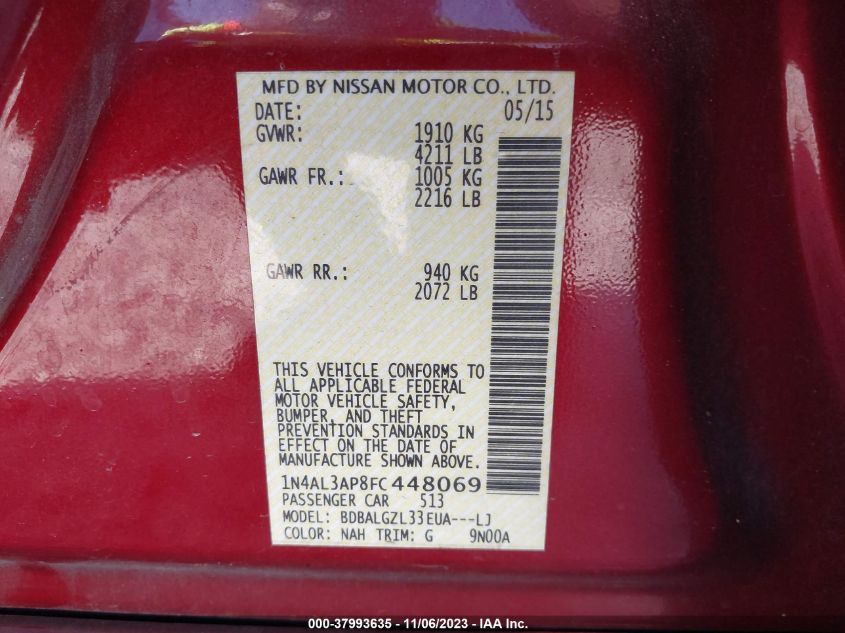 MFD BY NISSAN MOTOR CO., LTD.
DATE: 05/15
GVWR: 1910 KG
4211 LB
GAWR FR.: 1005 KG
2216 LB
GAWR RR.: 940 KG
2072 LB
THIS VEHICLE CONFORMS TO
ALL APPLICABLE FEDERAL
MOTOR VEHICLE SAFETY,
BUMPER, AND THEFT
PREVENTION STANDARDS IN
EFFECT ON THE DATE OF
MANUFACTURE SHOWN ABOVE.
1N4AL3AP8FC448069
PASSENGER CAR 513
MODEL: BDBALGZL33EUA---LJ
COLOR: NAH TRIM: G 9N00A
000-37993635 - 11/06/2023 - IAA Inc.